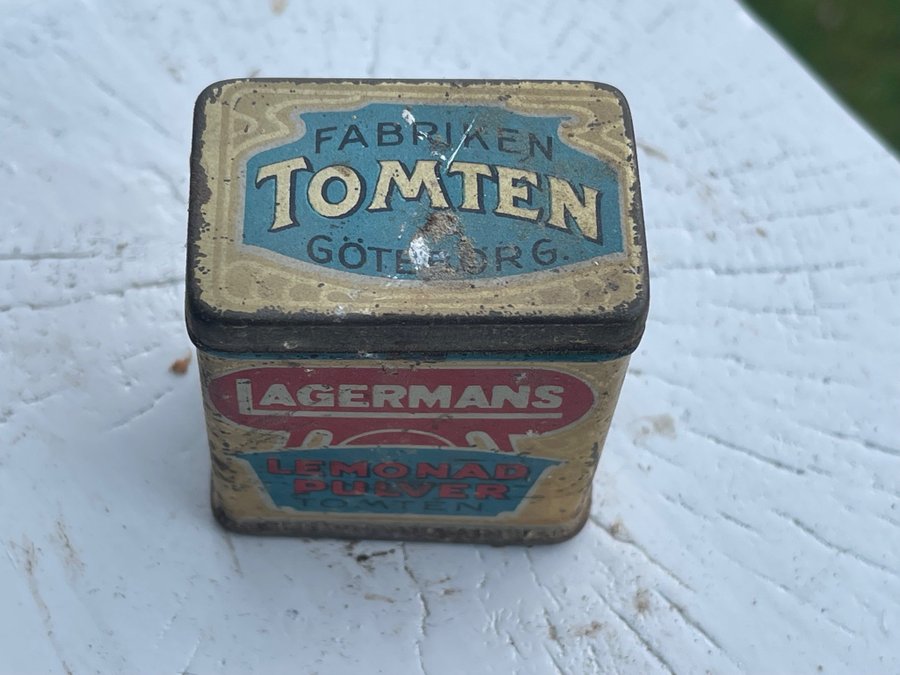 FABRIKEN
TOMTEN
GÖTEBORG.
LAGERMANS
LEMONAD
PULVER
TOMTEN